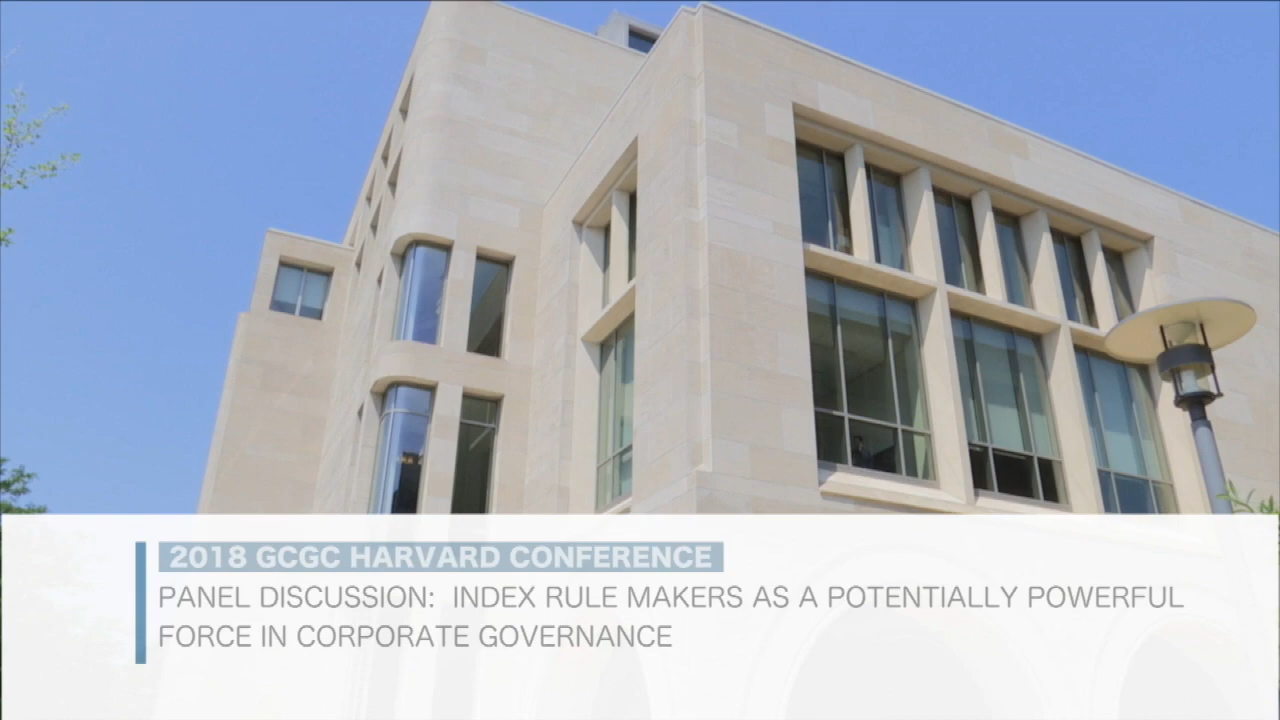 2018 GCGC HARVARD CONFERENCE
PANEL DISCUSSION: INDEX RULE MAKERS AS A POTENTIALLY POWERFUL
FORCE IN CORPORATE GOVERNANCE